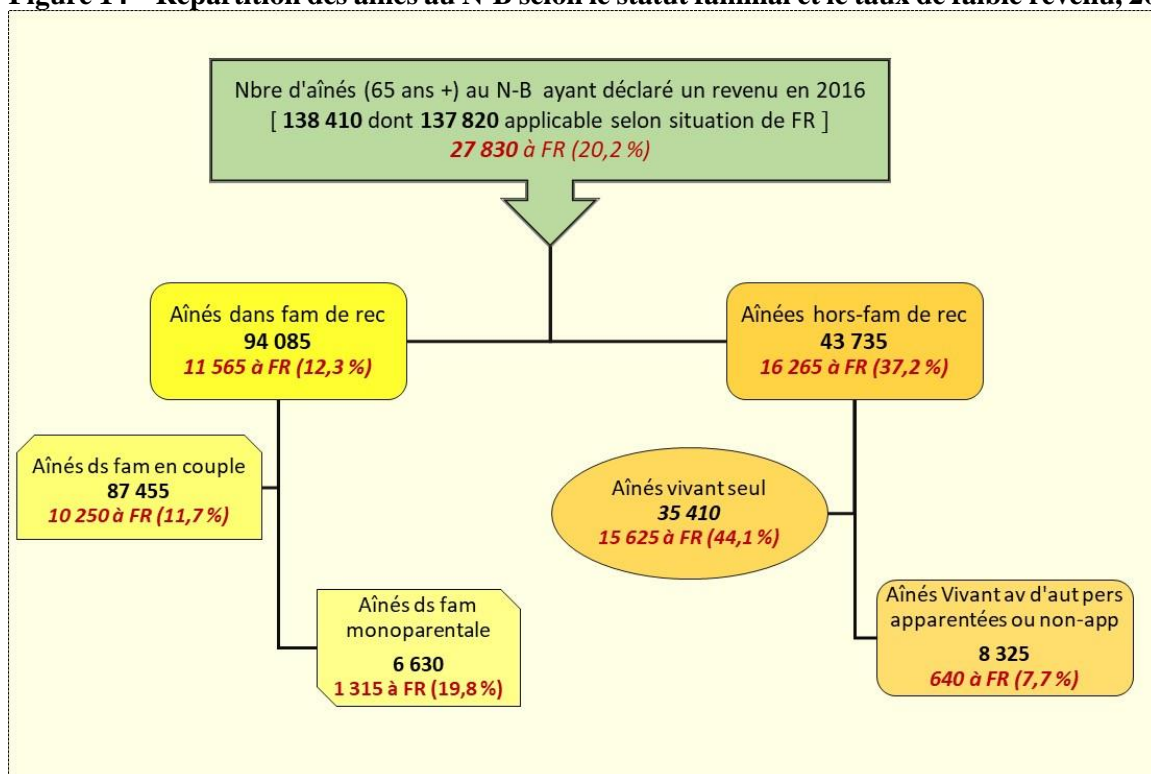 Figure 14 – Répartition des aînés au N-B selon le statut familial et le taux de faible revenu,
Nbre d'aînés (65 ans +) au N-B ayant déclaré un revenu en 2016
[ 138 410 dont 137 820 applicable selon situation de FR ]
27 830 à FR (20,2 %)
Aînés dans fam de rec
94 085
11 565 à FR (12,3 %)
Aînées hors-fam de rec
43 735
16 265 à FR (37,2 %)
Aînés ds fam en couple
87 455
10 250 à FR (11,7 %)
Aînés vivant seul
35 410
15 625 à FR (44,1 %)
Aînés ds fam
monoparentale
6 630
1 315 à FR (19,8 %)
Aînés Vivant av d'aut pers
apparentées ou non-app
8 325
640 à FR (7,7 %)